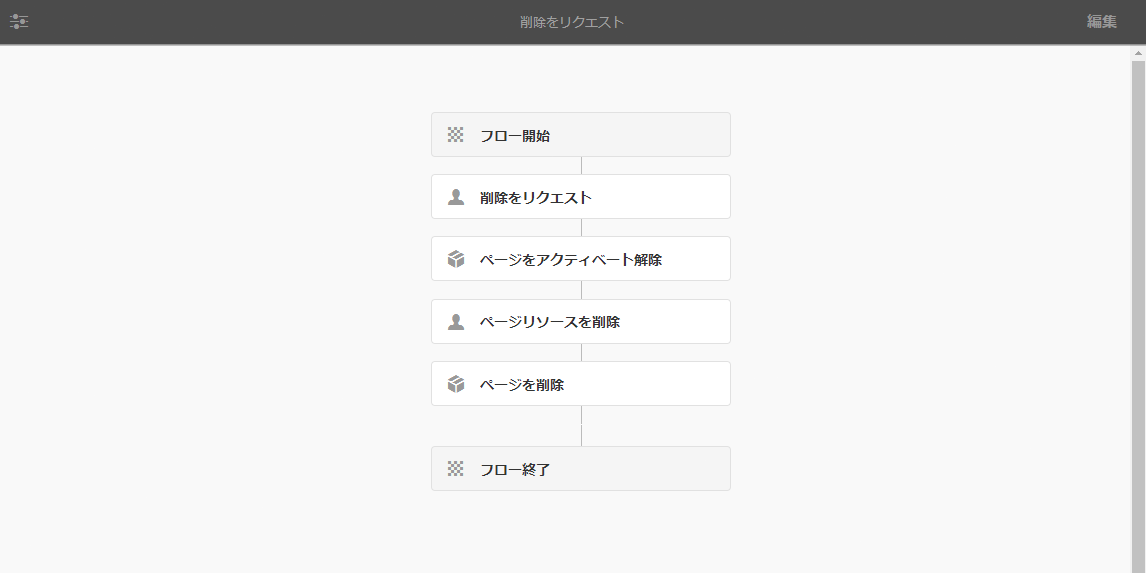 削除をリクエスト
編集
フロー開始
削除をリクエスト
ページをアクティベート解除
ページリソースを削除
ページを削除
フロー終了